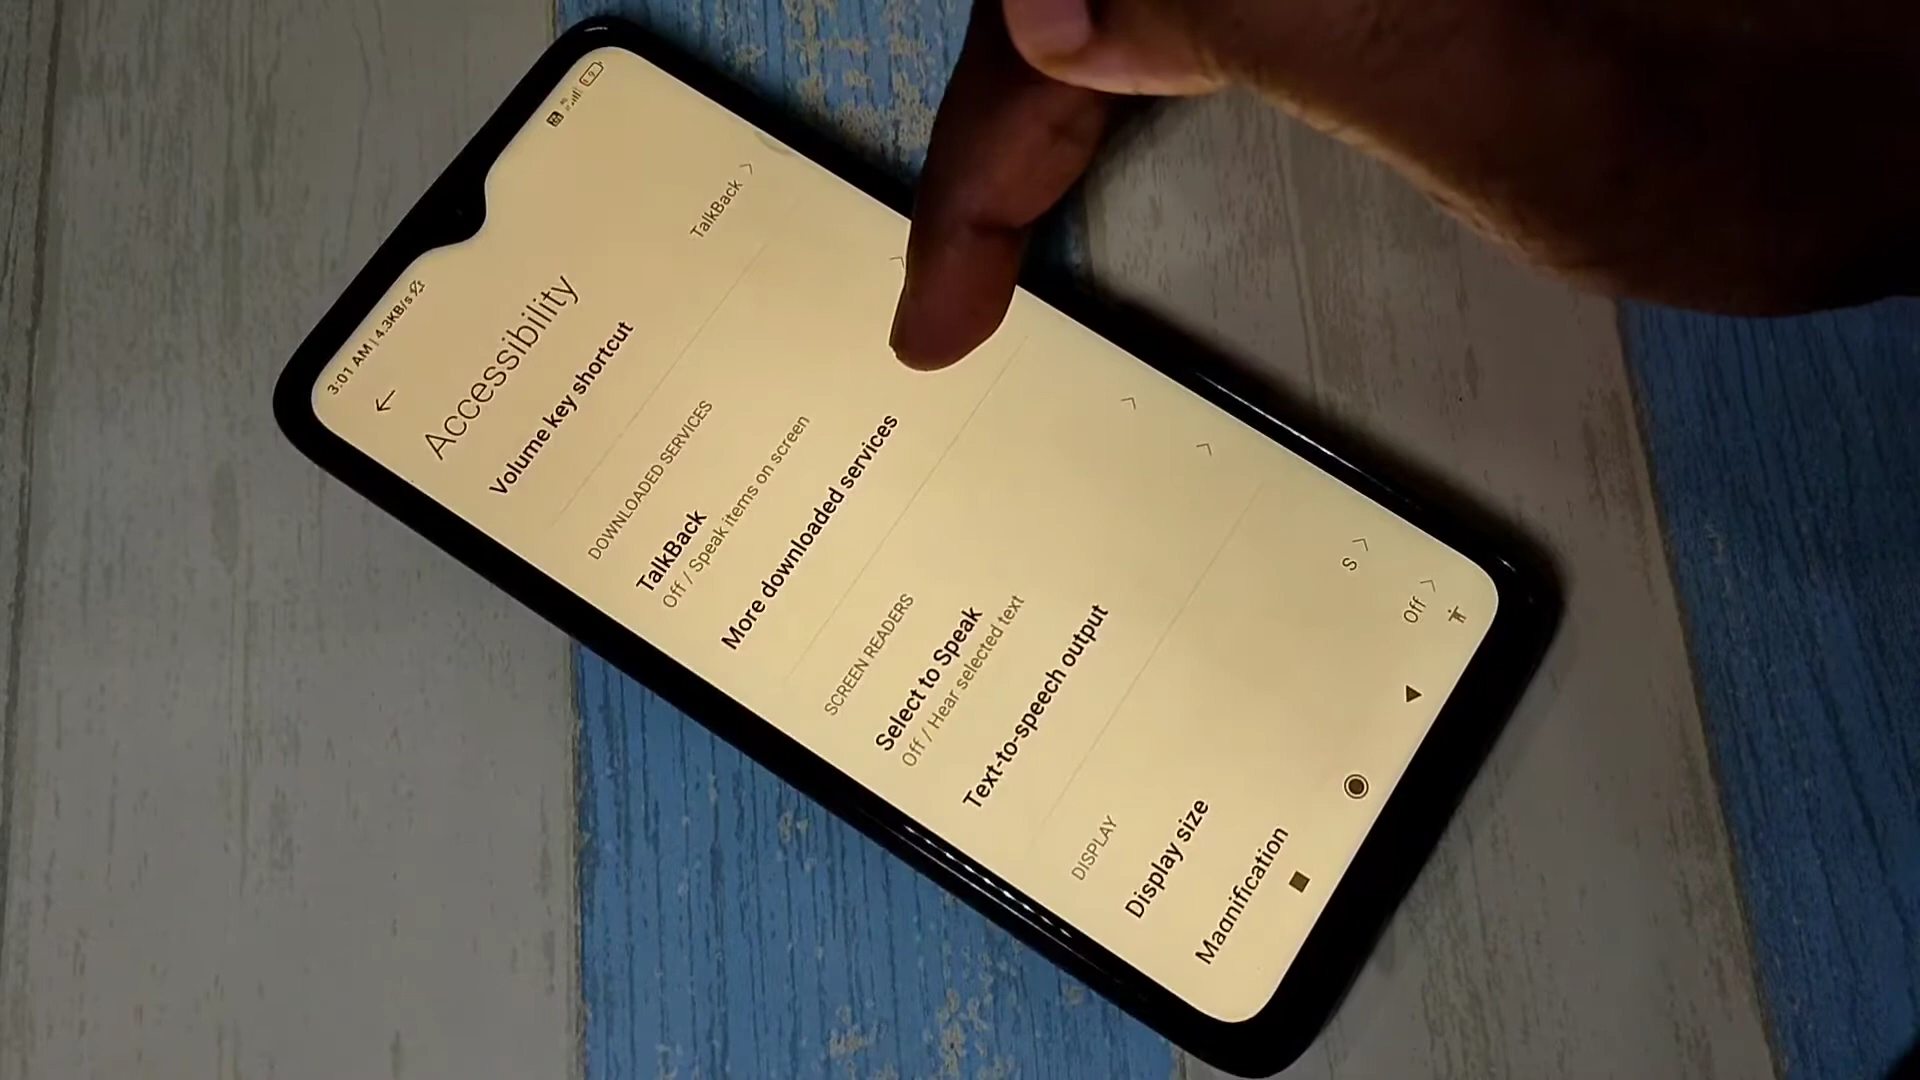 3:01 AM | 4.3KB/s
Accessibility
Volume key shortcut TalkBack >
DOWNLOADED SERVICES
TalkBack
Off / Speak items on screen
More downloaded services
SCREEN READERS
Select to Speak
Off / Hear selected text
Text-to-speech output
DISPLAY
Display size S >
Magnification Off >